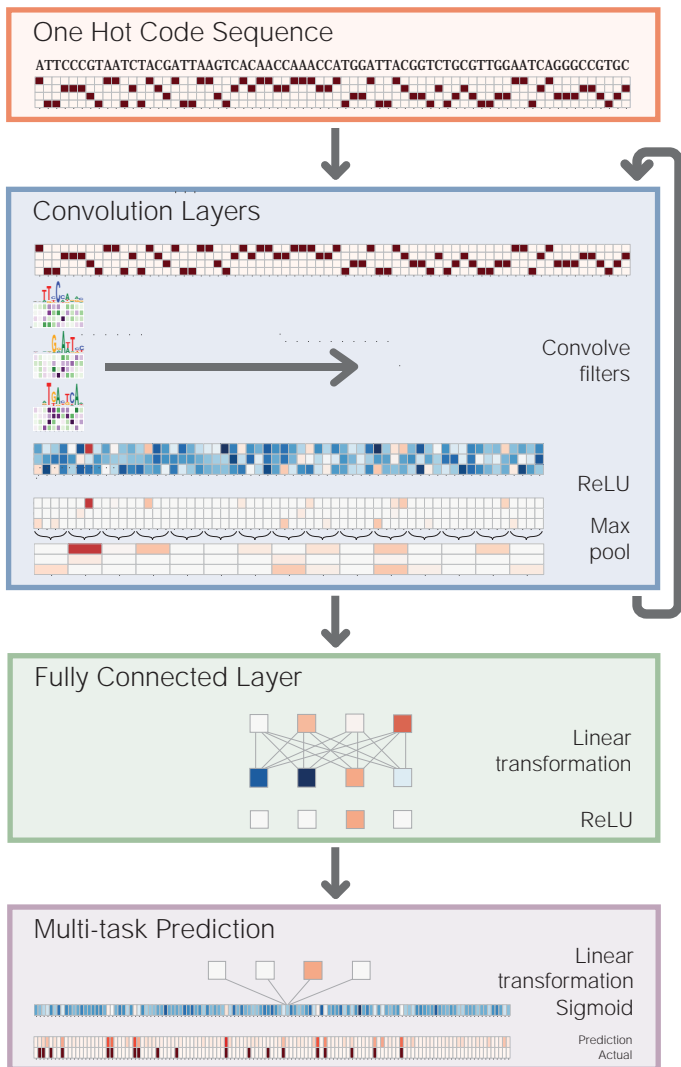 One Hot Code Sequence
ATTCCCGTAATCTACGATTAAGTCACAACCAAACCATGGATTACGGTCTGCGTTGGAATCAGGGCCGTGC
Convolution Layers
Convolve
filters
ReLU
Max
pool
Fully Connected Layer
Linear
transformation
ReLU
Multi-task Prediction
Linear
transformation
Sigmoid
Prediction
Actual